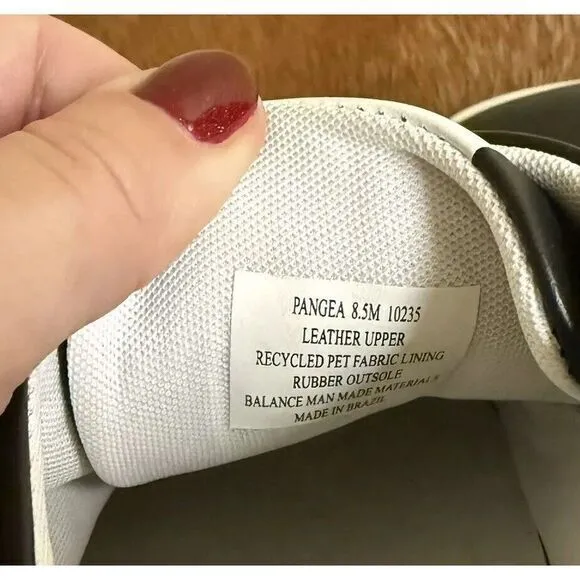 PANGEA 8.5M 10235
LEATHER UPPER
RECYCLED PET FABRIC LINING
RUBBER OUTSOLE
BALANCE MAN MADE MATERIALS
MADE IN BRAZIL